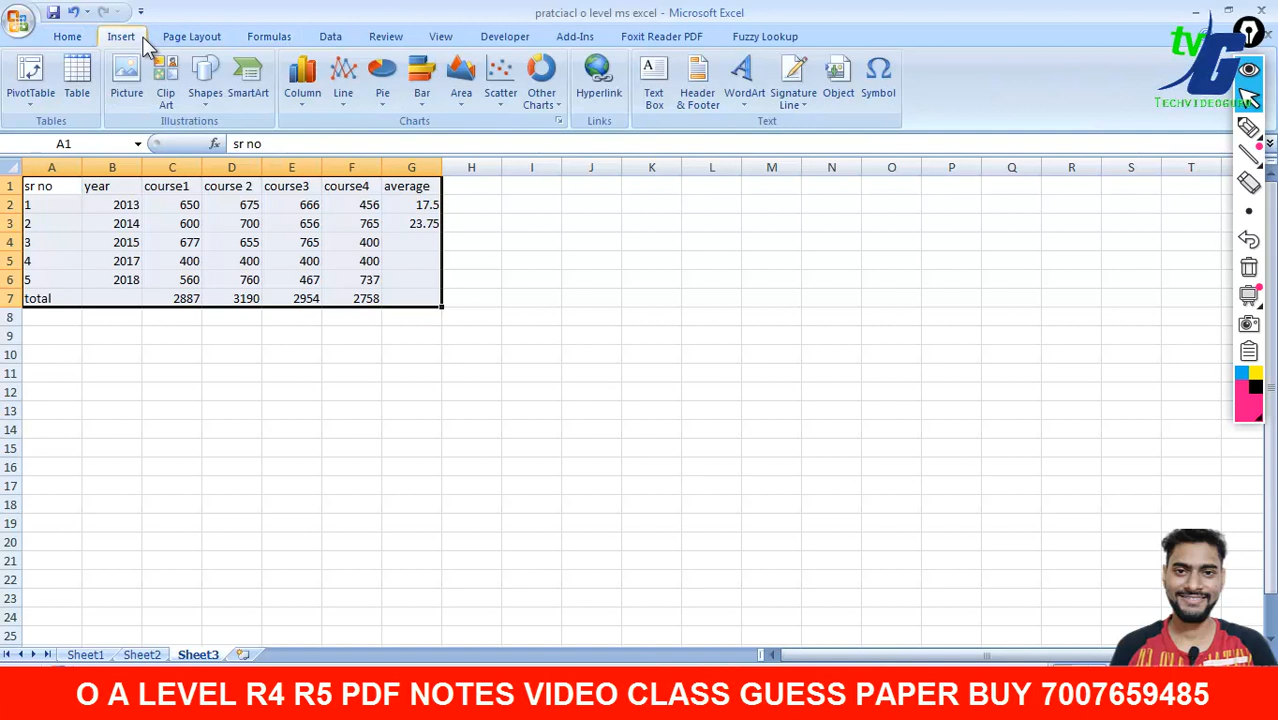 pratciacl o level ms excel - Microsoft Excel
Home Insert Page Layout Formulas Data Review View Developer Add-Ins Foxit Reader PDF Fuzzy Lookup
tv G
TECHVIDEOGURU
PivotTable Table Picture Clip Art Shapes SmartArt Column Line Pie Bar Area Scatter Other Charts Hyperlink Text Box Header & Footer WordArt Signature Line Object Symbol
Tables Illustrations Charts Links Text
A1 fx sr no
A B C D E F G H I J K L M N O P Q R S T
1 sr no year course1 course 2 course3 course4 average
2 1 2013 650 675 666 456 17.5
3 2 2014 600 700 656 765 23.75
4 3 2015 677 655 765 400
5 4 2017 400 400 400 400
6 5 2018 560 760 467 737
7 total 2887 3190 2954 2758
8
9
10
11
12
13
14
15
16
17
18
19
20
21
22
23
24
25
Sheet1 Sheet2 Sheet3
O A LEVEL R4 R5 PDF NOTES VIDEO CLASS GUESS PAPER BUY 7007659485